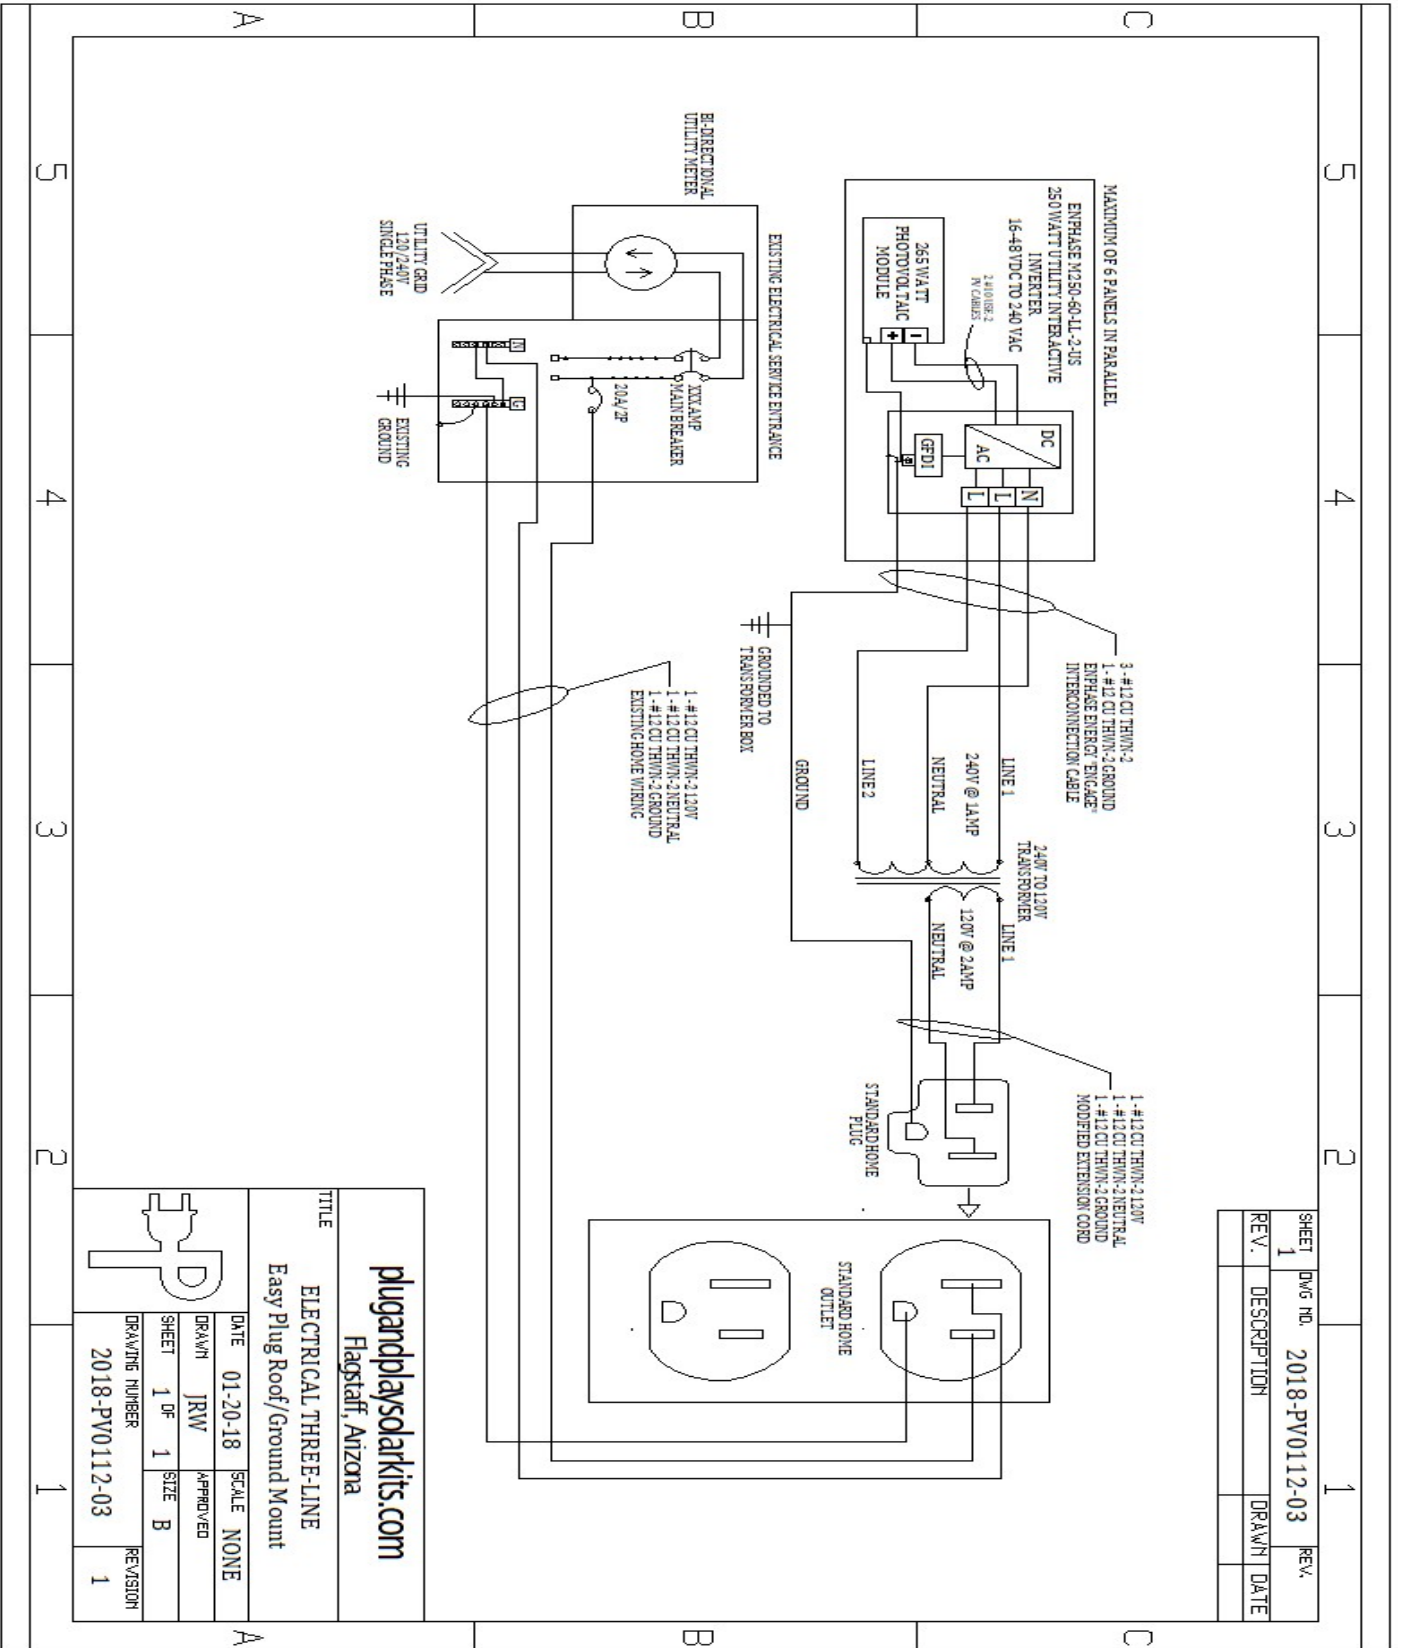 SHEET
1
DWG NO.
2018-PV0112-03
REV.
REV.
DESCRIPTION
DRAWN
DATE
5
4
3
2
1
C
B
A
MAXIMUM OF 6 PANELS IN PARALLEL
ENPHASE M250-60-LL-2-US
250 WATT UTILITY INTERACTIVE
INVERTER
16-48VDC TO 240 VAC
2 #10 USE-2
PV CABLES
265 WATT
PHOTOVOLTAIC
MODULE
-
+
DC
AC
GFDI
N
L
L
G
3-#12 CU THWN-2
1-#12 CU THWN-2 GROUND
ENPHASE ENERGY "ENGAGE"
INTERCONNECTION CABLE
LINE 1
240V @ 1AMP
NEUTRAL
LINE 2
GROUND
GROUNDED TO
TRANSFORMER BOX
240V TO 120V
TRANSFORMER
LINE 1
120V @ 2AMP
NEUTRAL
1-#12 CU THWN-2 120V
1-#12 CU THWN-2 NEUTRAL
1-#12 CU THWN-2 GROUND
MODIFIED EXTENSION CORD
STANDARD HOME
PLUG
STANDARD HOME
OUTLET
EXISTING ELECTRICAL SERVICE ENTRANCE
BI-DIRECTIONAL
UTILITY METER
XXX AMP
MAIN BREAKER
20A/2P
N
G
UTILITY GRID
120/240V
SINGLE PHASE
EXISTING
GROUND
1-#12 CU THWN-2 120V
1-#12 CU THWN-2 NEUTRAL
1-#12 CU THWN-2 GROUND
EXISTING HOME WIRING
plugandplaysolarkits.com
Flagstaff, Arizona
TITLE
ELECTRICAL THREE-LINE
Easy Plug Roof/Ground Mount
DATE 01-20-18
SCALE NONE
DRAWN JRW
APPROVED
SHEET 1 OF 1
SIZE B
DRAWING NUMBER
2018-PV0112-03
REVISION
1
5
4
3
2
1
C
B
A